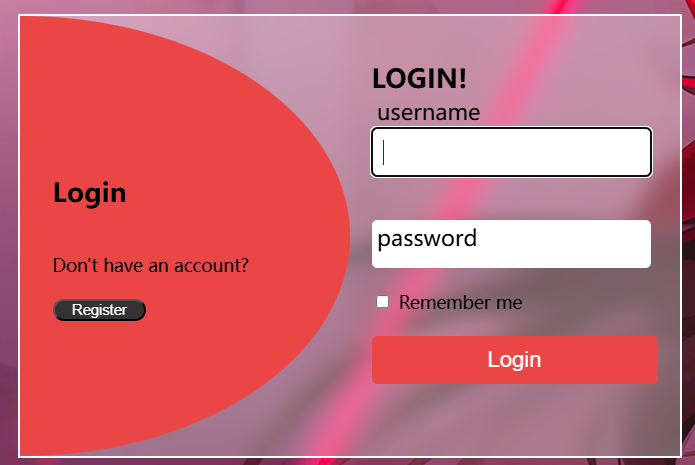 Login
Don't have an account?
Register
LOGIN!
username
password
Remember me
Login